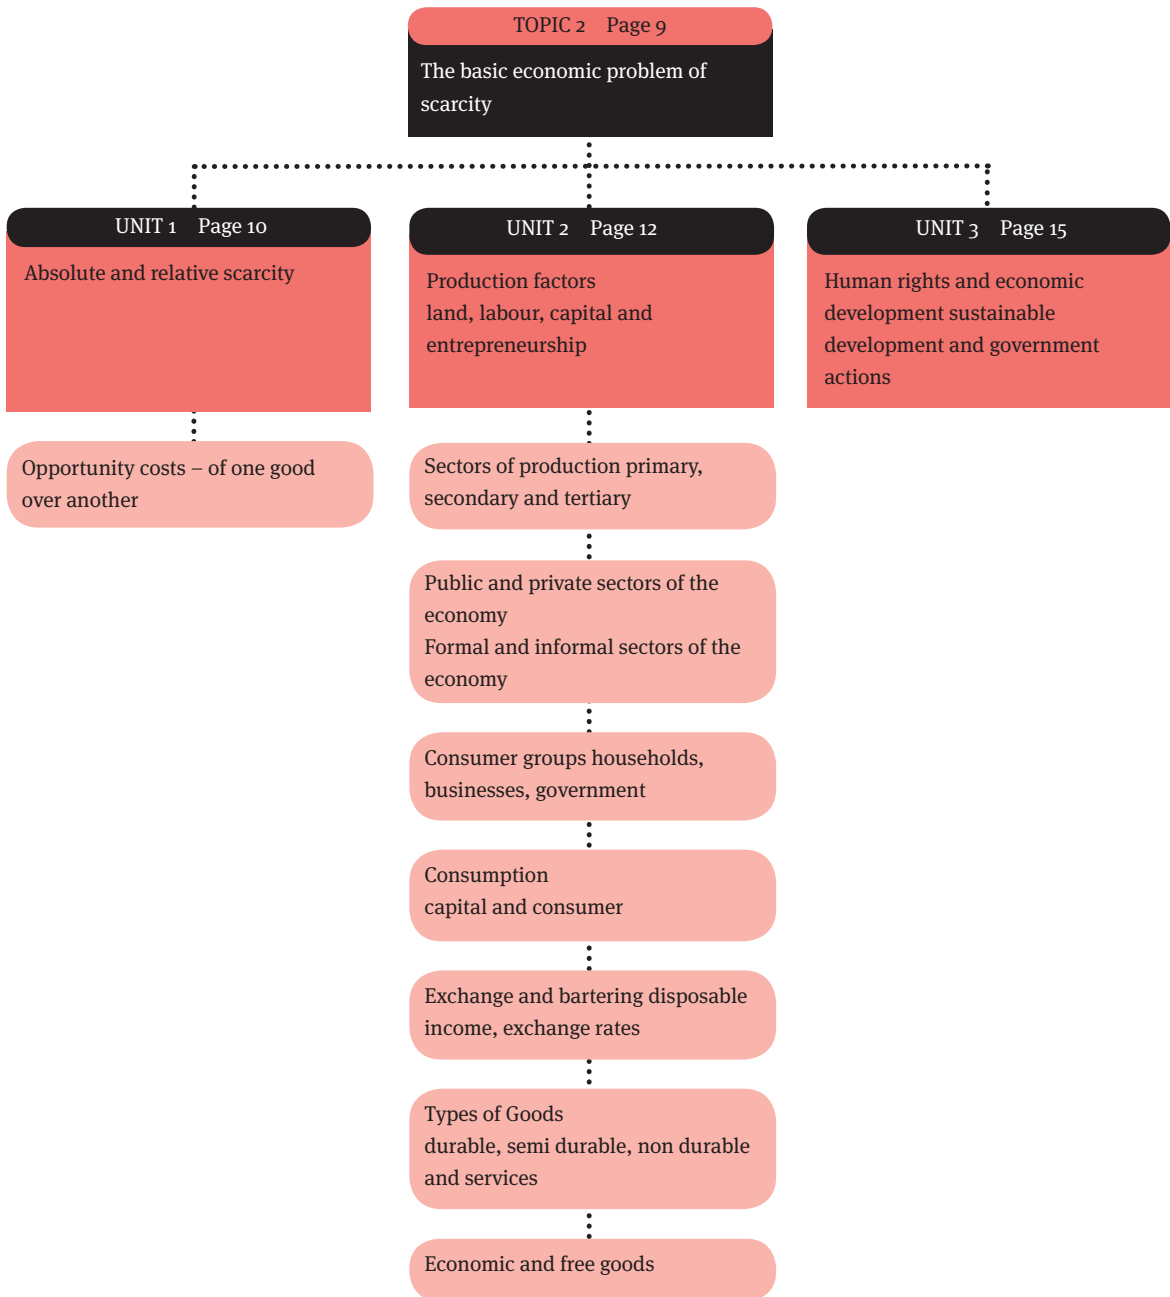 TOPIC 2 Page 9
The basic economic problem of
scarcity
UNIT 1 Page 10
Absolute and relative scarcity
Opportunity costs – of one good
over another
UNIT 2 Page 12
Production factors
land, labour, capital and
entrepreneurship
Sectors of production primary,
secondary and tertiary
Public and private sectors of the
economy
Formal and informal sectors of the
economy
Consumer groups households,
businesses, government
Consumption
capital and consumer
Exchange and bartering disposable
income, exchange rates
Types of Goods
durable, semi durable, non durable
and services
Economic and free goods
UNIT 3 Page 15
Human rights and economic
development sustainable
development and government
actions